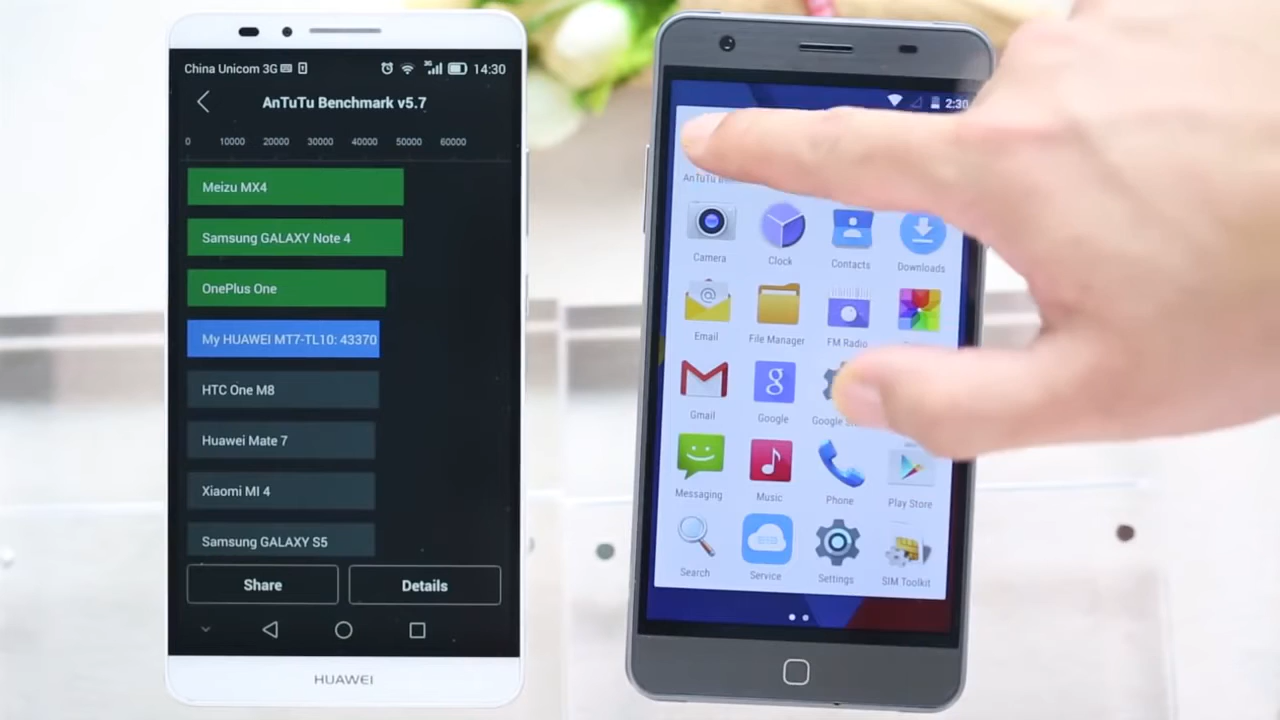 China Unicom 3G
3G
14:30
AnTuTu Benchmark v5.7
0 10000 20000 30000 40000 50000 60000
Meizu MX4
Samsung GALAXY Note 4
OnePlus One
My HUAWEI MT7-TL10: 43370
HTC One M8
Huawei Mate 7
Xiaomi MI 4
Samsung GALAXY S5
Share Details
HUAWEI
2:30
AnTuTu
Camera Clock Contacts Downloads
Email File Manager FM Radio
Gmail Google Google
Messaging Music Phone Play Store
Search Service Settings SIM Toolkit